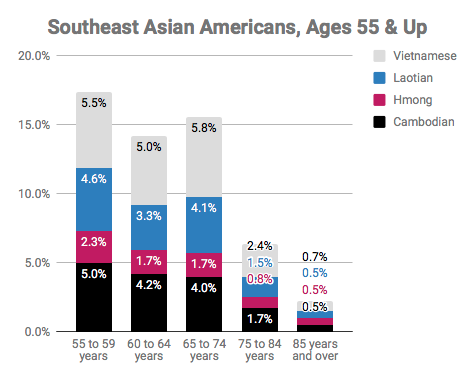 Southeast Asian Americans, Ages 55 & Up
Vietnamese
Laotian
Hmong
Cambodian
20.0%
15.0%
10.0%
5.0%
0.0%
5.5%
4.6%
2.3%
5.0%
5.0%
3.3%
1.7%
4.2%
5.8%
4.1%
1.7%
4.0%
2.4%
1.5%
0.8%
1.7%
0.7%
0.5%
0.5%
0.5%
55 to 59
years
60 to 64
years
65 to 74
years
75 to 84
years
85 years
and over